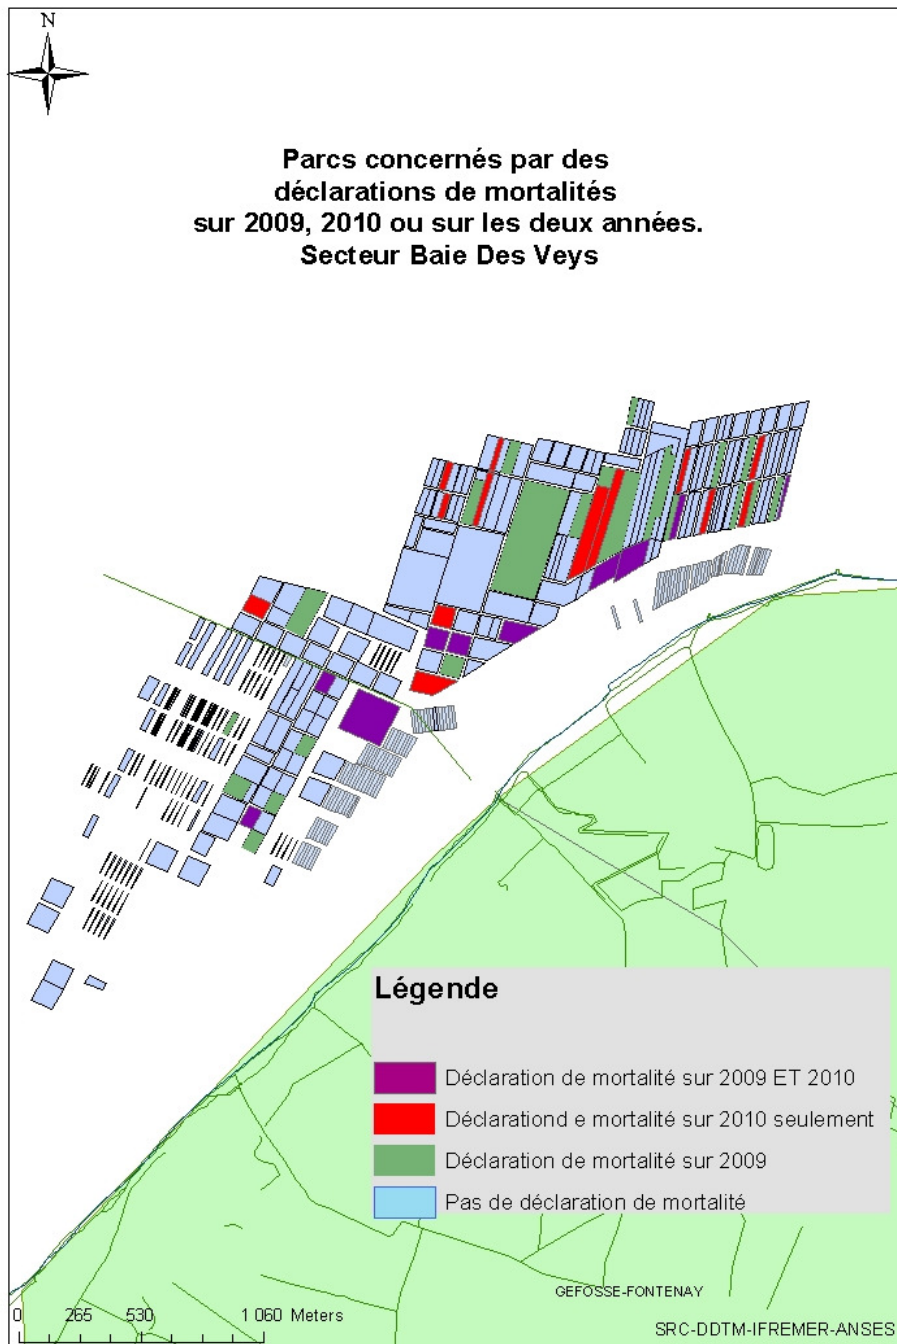 N
Parcs concernés par des
déclarations de mortalités
sur 2009, 2010 ou sur les deux années.
Secteur Baie Des Veys
Légende
Déclaration de mortalité sur 2009 ET 2010
Déclarationd e mortalité sur 2010 seulement
Déclaration de mortalité sur 2009
Pas de déclaration de mortalité
GEFOSSE-FONTENAY
0 265 530 1 060 Meters
SRC-DDTM-IFREMER-ANSES